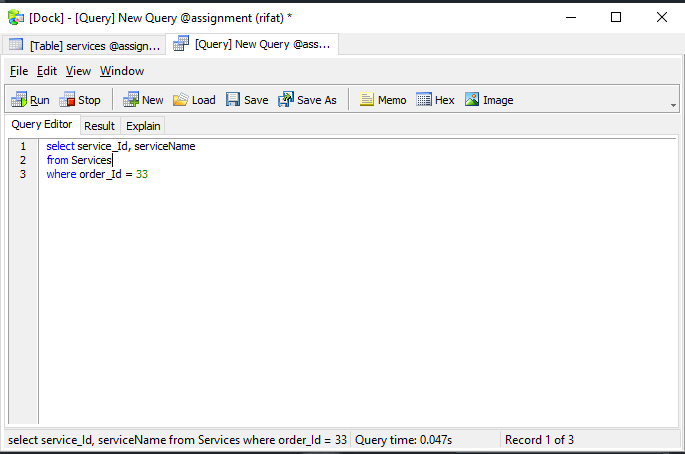 [Dock] - [Query] New Query @assignment (rifat) *
[Table] services @assign... [Query] New Query @ass...
File Edit View Window
Run Stop New Load Save Save As Memo Hex Image
Query Editor Result Explain
1 select service_Id, serviceName
2 from Services
3 where order_Id = 33
select service_Id, serviceName from Services where order_Id = 33 Query time: 0.047s Record 1 of 3